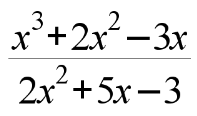 x³ + 2x² − 3x
2x² + 5x − 3